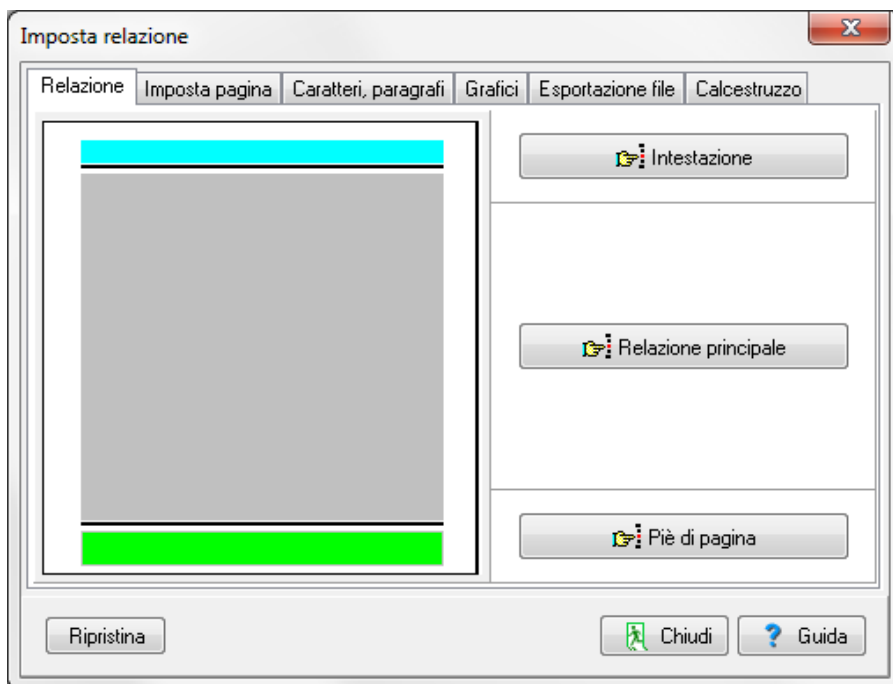 Imposta relazione
Relazione Imposta pagina Caratteri, paragrafi Grafici Esportazione file Calcestruzzo
Intestazione
Relazione principale
Piè di pagina
Ripristina Chiudi ? Guida